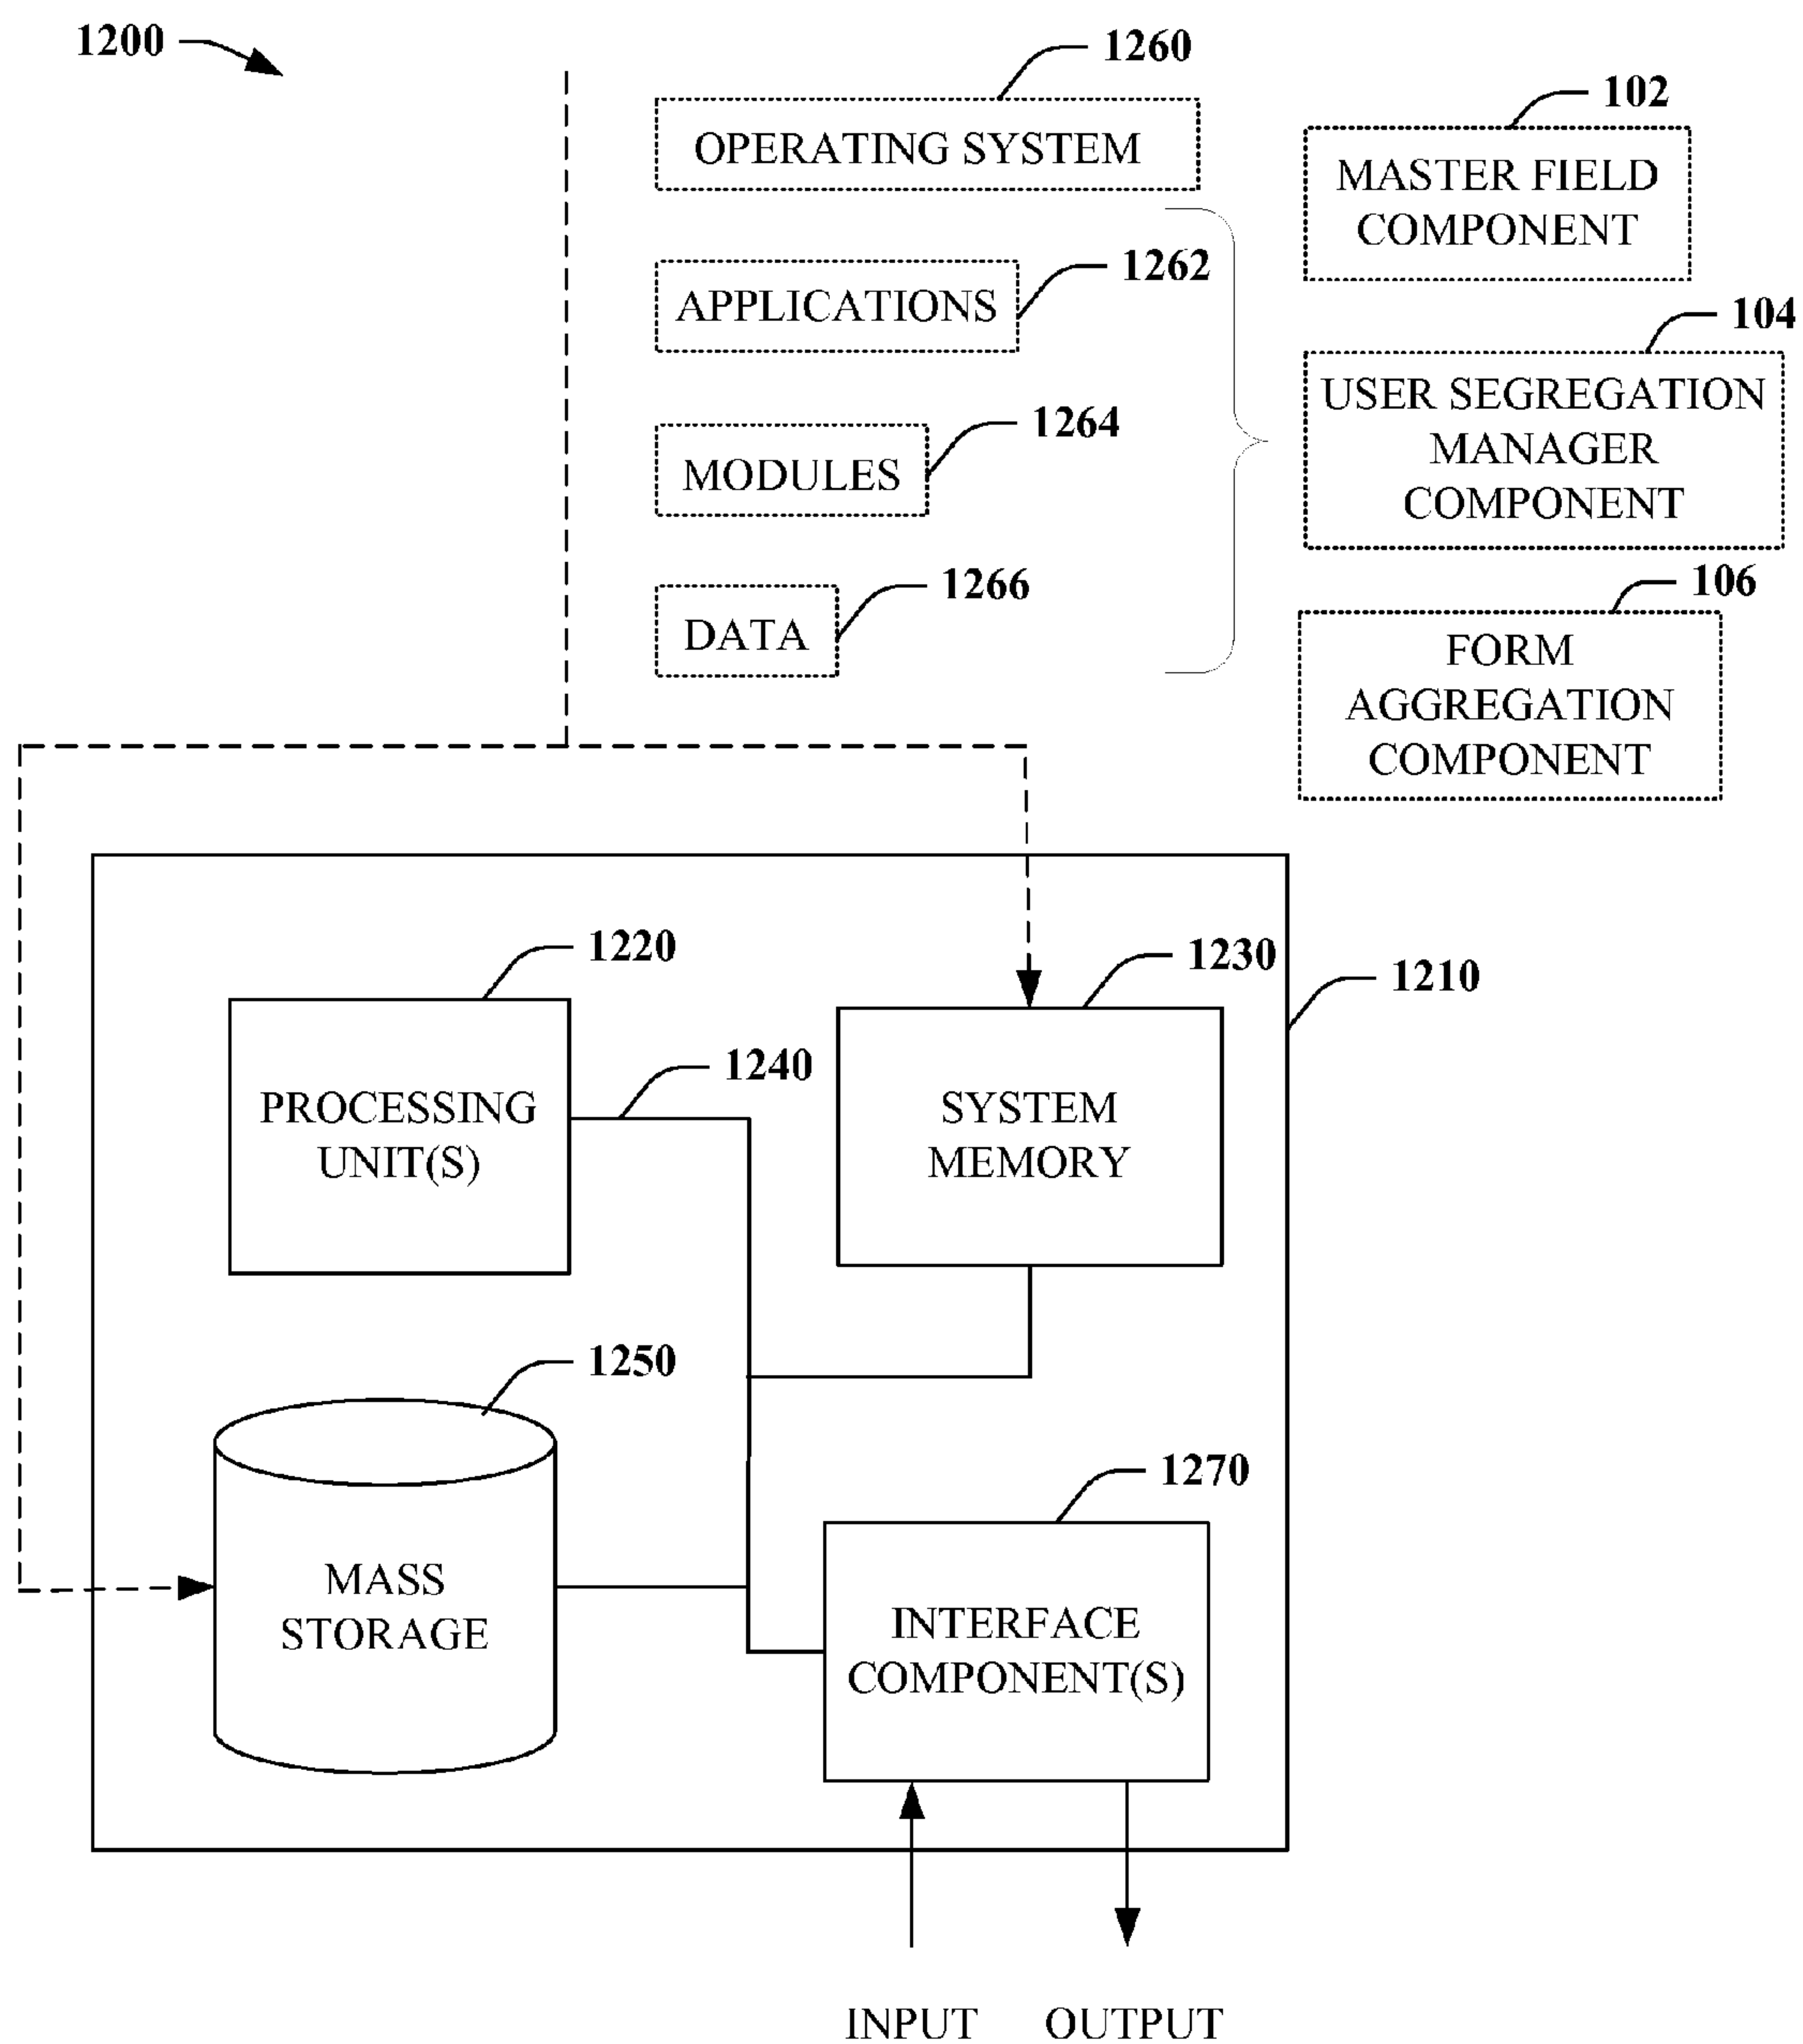 1200
1260
OPERATING SYSTEM
102
MASTER FIELD
COMPONENT
1262
APPLICATIONS
104
USER SEGREGATION
MANAGER
COMPONENT
1264
MODULES
1266
DATA
106
FORM
AGGREGATION
COMPONENT
1220
PROCESSING
UNIT(S)
1240
1230
SYSTEM
MEMORY
1210
1250
MASS
STORAGE
1270
INTERFACE
COMPONENT(S)
INPUT
OUTPUT